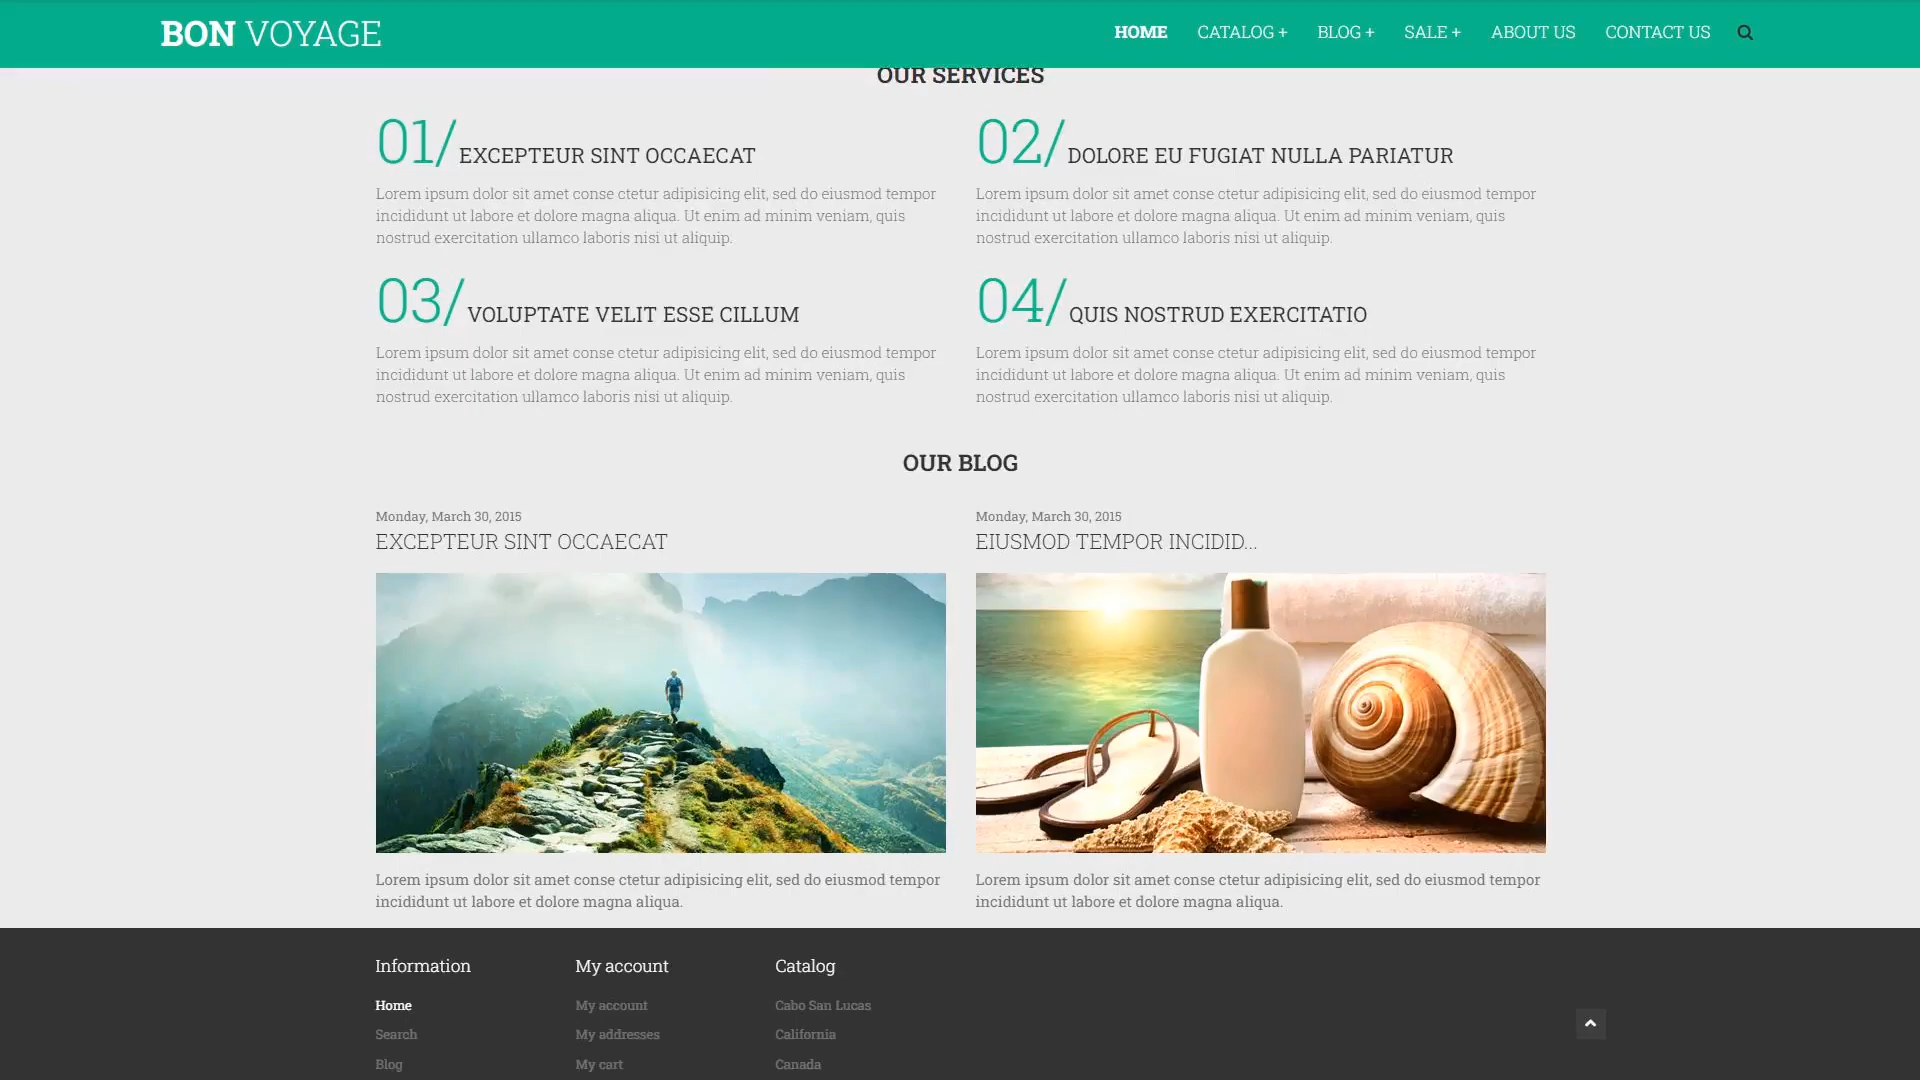 BON VOYAGE
HOME CATALOG + BLOG + SALE + ABOUT US CONTACT US
OUR SERVICES
01/ EXCEPTEUR SINT OCCAECAT
Lorem ipsum dolor sit amet conse ctetur adipisicing elit, sed do eiusmod tempor
incididunt ut labore et dolore magna aliqua. Ut enim ad minim veniam, quis
nostrud exercitation ullamco laboris nisi ut aliquip.
02/ DOLORE EU FUGIAT NULLA PARIATUR
Lorem ipsum dolor sit amet conse ctetur adipisicing elit, sed do eiusmod tempor
incididunt ut labore et dolore magna aliqua. Ut enim ad minim veniam, quis
nostrud exercitation ullamco laboris nisi ut aliquip.
03/ VOLUPTATE VELIT ESSE CILLUM
Lorem ipsum dolor sit amet conse ctetur adipisicing elit, sed do eiusmod tempor
incididunt ut labore et dolore magna aliqua. Ut enim ad minim veniam, quis
nostrud exercitation ullamco laboris nisi ut aliquip.
04/ QUIS NOSTRUD EXERCITATIO
Lorem ipsum dolor sit amet conse ctetur adipisicing elit, sed do eiusmod tempor
incididunt ut labore et dolore magna aliqua. Ut enim ad minim veniam, quis
nostrud exercitation ullamco laboris nisi ut aliquip.
OUR BLOG
Monday, March 30, 2015
EXCEPTEUR SINT OCCAECAT
Lorem ipsum dolor sit amet conse ctetur adipisicing elit, sed do eiusmod tempor
incididunt ut labore et dolore magna aliqua.
Monday, March 30, 2015
EIUSMOD TEMPOR INCIDID...
Lorem ipsum dolor sit amet conse ctetur adipisicing elit, sed do eiusmod tempor
incididunt ut labore et dolore magna aliqua.
Information
Home
Search
Blog
My account
My account
My addresses
My cart
Catalog
Cabo San Lucas
California
Canada